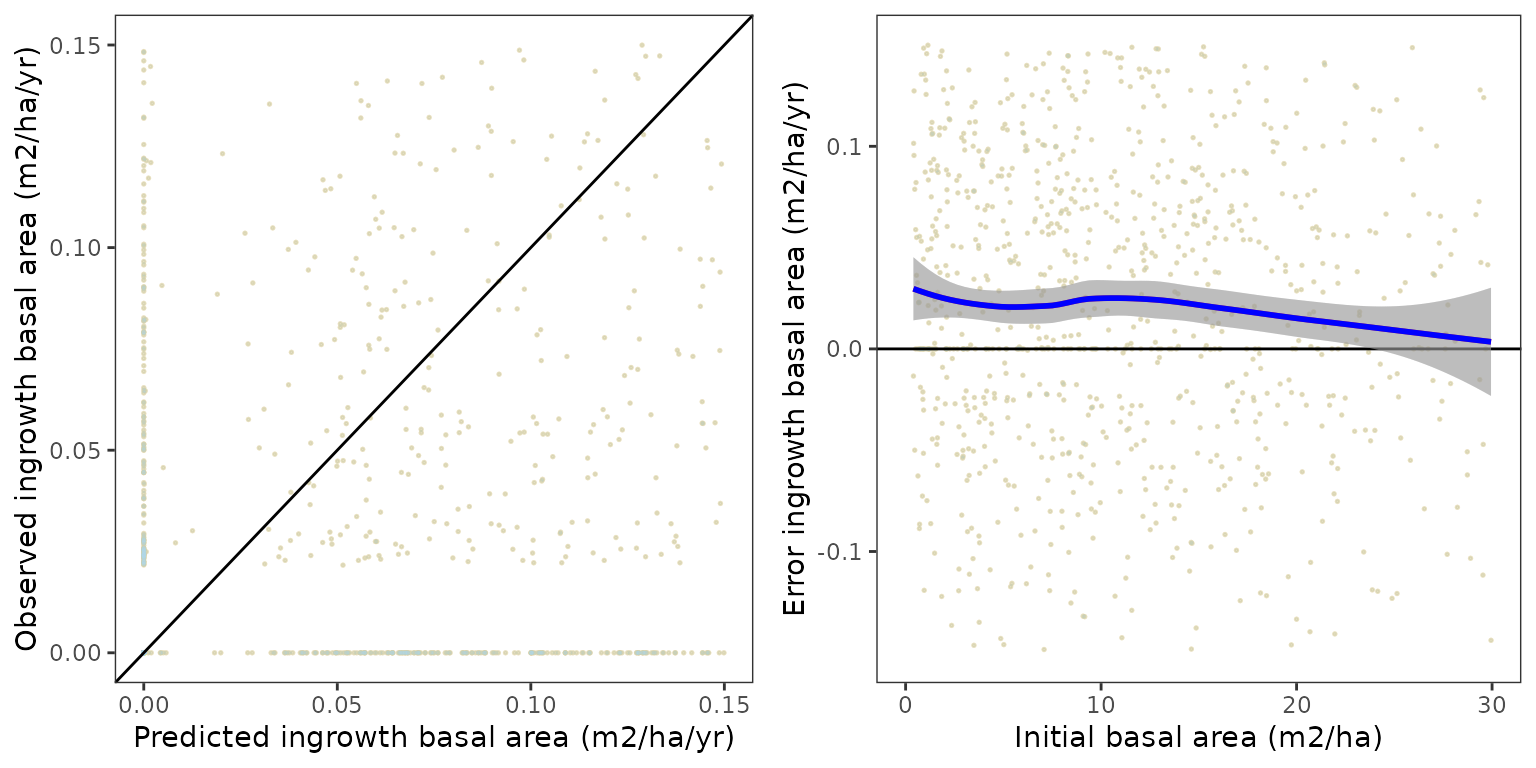 Observed ingrowth basal area (m2/ha/yr)
0.15
0.10
0.05
0.00
0.00 0.05 0.10 0.15
Predicted ingrowth basal area (m2/ha/yr)
Error ingrowth basal area (m2/ha/yr)
0.1
0.0
-0.1
0 10 20 30
Initial basal area (m2/ha)